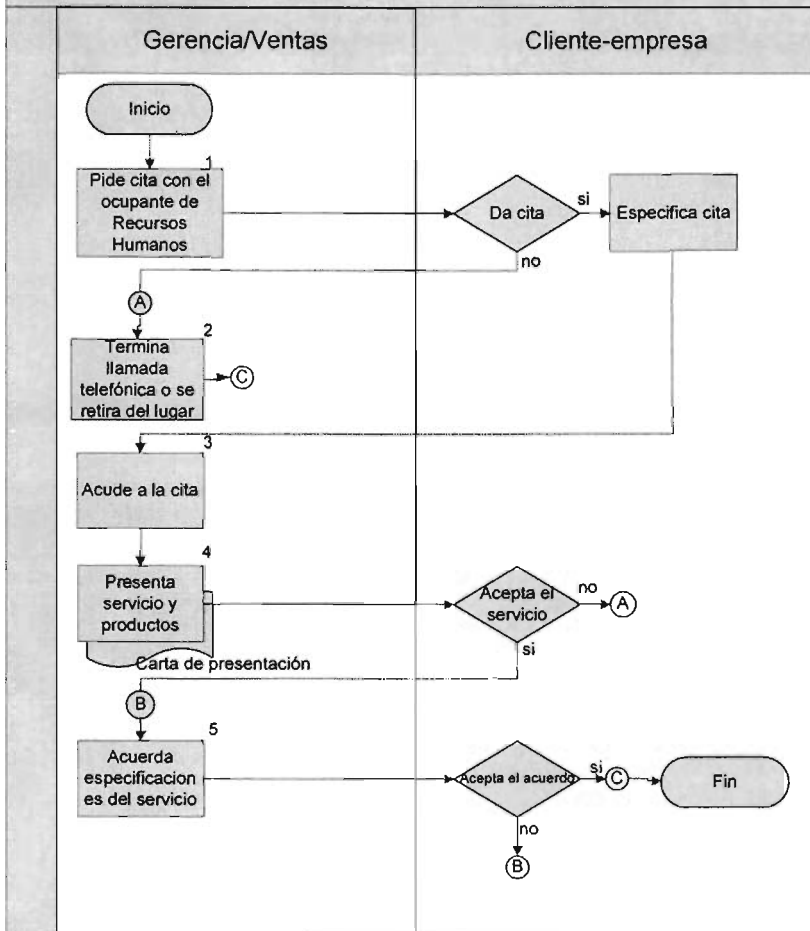 Gerencia/Ventas
Cliente-empresa
Inicio
1
Pide cita con el
ocupante de
Recursos
Humanos
Da cita
si
Especifica cita
no
A
2
Termina
llamada
telefónica o se
retira del lugar
C
3
Acude a la cita
4
Presenta
servicio y
productos
Carta de presentación
Acepta el
servicio
no
A
si
B
5
Acuerda
especificacion
es del servicio
Acepta el acuerdo
si
C
Fin
no
B